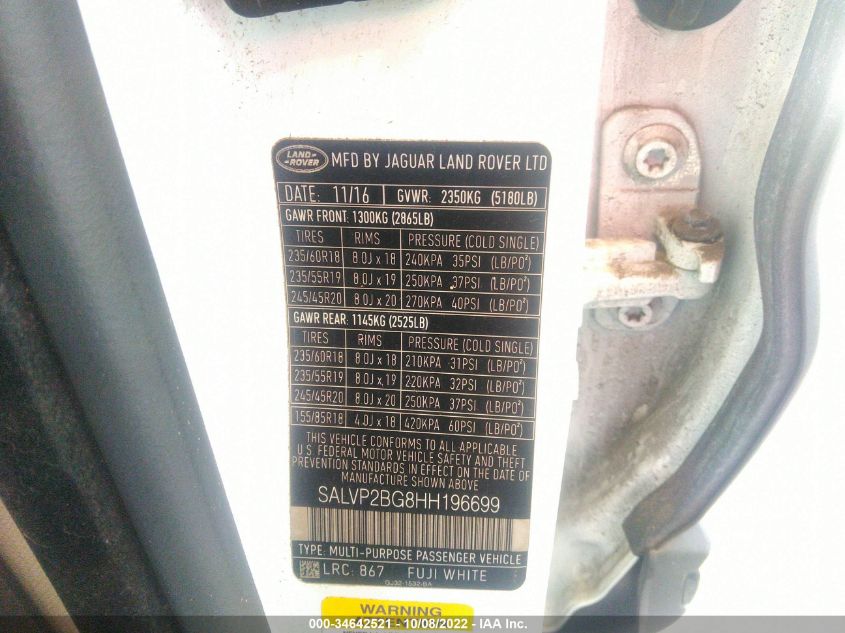 LAND-
ROVER
MFD BY JAGUAR LAND ROVER LTD
DATE: 11/16 GVWR: 2350KG (5180LB)
GAWR FRONT: 1300KG (2865LB)
TIRES RIMS PRESSURE (COLD SINGLE)
235/60R18 8.0J x 18 240KPA 35PSI (LB/PO²)
235/55R19 8.0J x 19 250KPA 37PSI (LB/PO²)
245/45R20 8.0J x 20 270KPA 40PSI (LB/PO²)
GAWR REAR: 1145KG (2525LB)
TIRES RIMS PRESSURE (COLD SINGLE)
235/60R18 8.0J x 18 210KPA 31PSI (LB/PO²)
235/55R19 8.0J x 19 220KPA 32PSI (LB/PO²)
245/45R20 8.0J x 20 250KPA 37PSI (LB/PO²)
155/85R18 4.0J x 18 420KPA 60PSI (LB/PO²)
THIS VEHICLE CONFORMS TO ALL APPLICABLE
U.S. FEDERAL MOTOR VEHICLE SAFETY AND THEFT
PREVENTION STANDARDS IN EFFECT ON THE DATE OF
MANUFACTURE SHOWN ABOVE
SALVP2BG8HH196699
TYPE: MULTI-PURPOSE PASSENGER VEHICLE
LRC: 867 FUJI WHITE
GJ32-1532-BA
WARNING
000-34642521 - 10/08/2022 - IAA Inc.